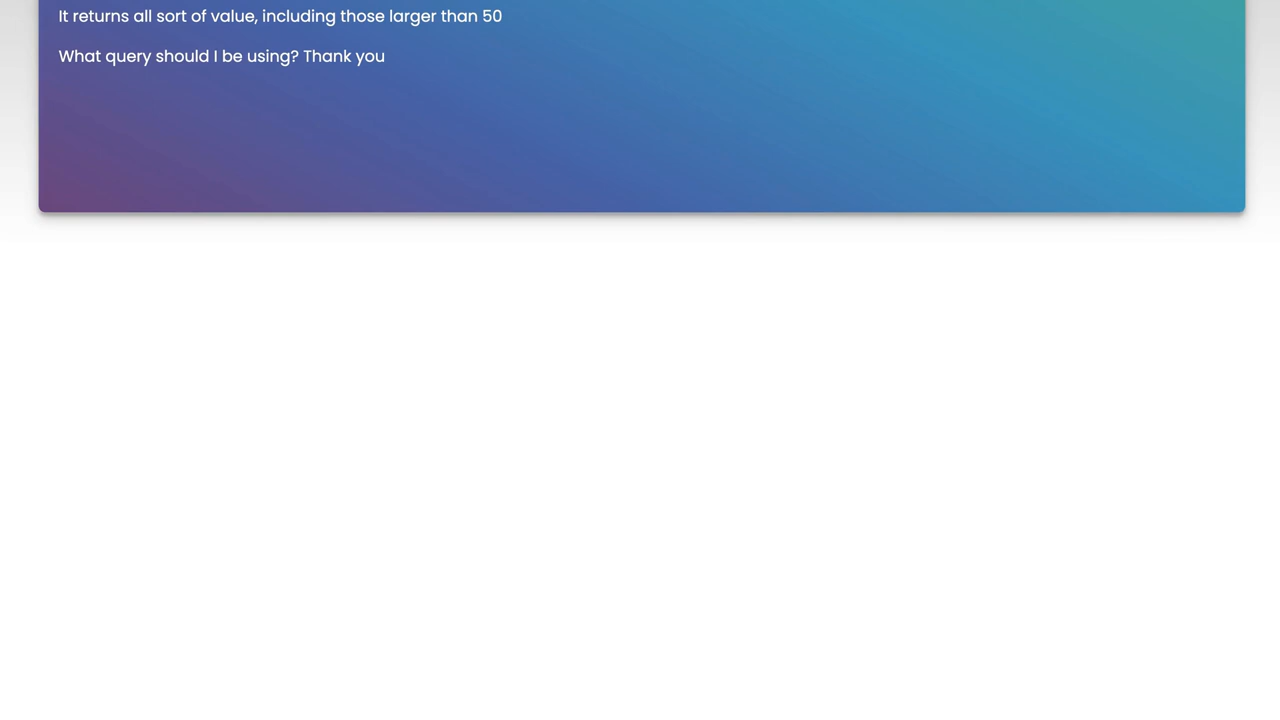 It returns all sort of value, including those larger than 50
What query should I be using? Thank you